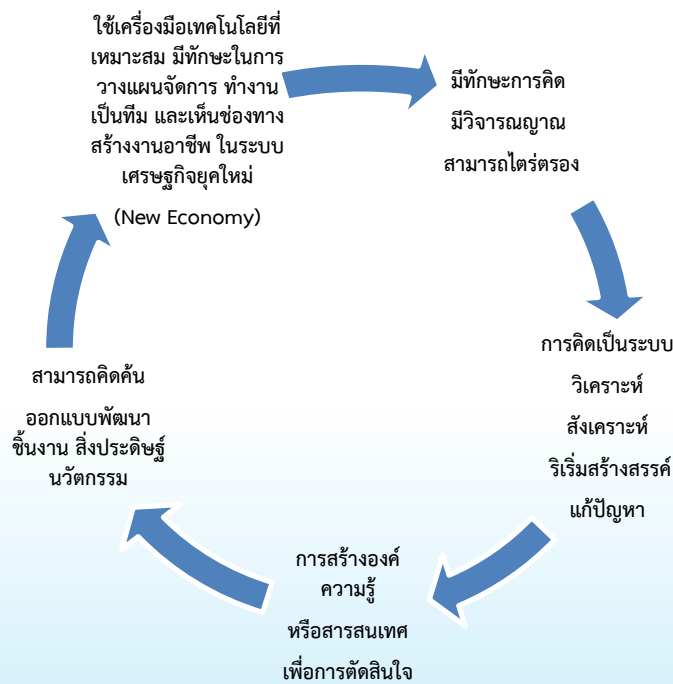 ใช้เครื่องมือเทคโนโลยีที่
เหมาะสม มีทักษะในการ
วางแผนจัดการ ทำงาน
เป็นทีม และเห็นช่องทาง
สร้างงานอาชีพ ในระบบ
เศรษฐกิจยุคใหม่
(New Economy)
มีทักษะการคิด
มีวิจารณญาณ
สามารถไตร่ตรอง
การคิดเป็นระบบ
วิเคราะห์
สังเคราะห์
ริเริ่มสร้างสรรค์
แก้ปัญหา
การสร้างองค์
ความรู้
หรือสารสนเทศ
เพื่อการตัดสินใจ
สามารถคิดค้น
ออกแบบพัฒนา
ชิ้นงาน สิ่งประดิษฐ์
นวัตกรรม